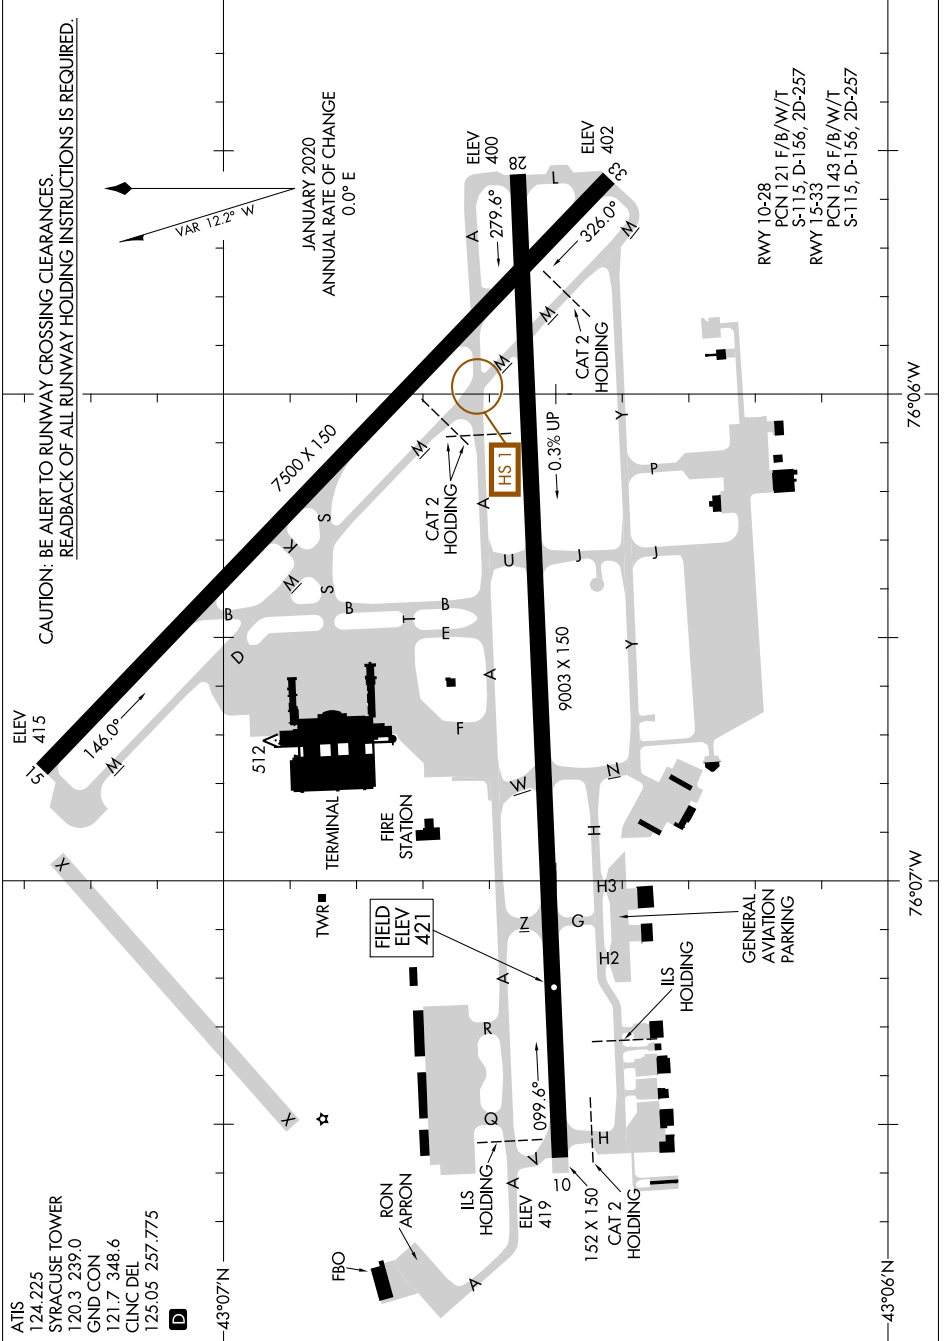 CAUTION: BE ALERT TO RUNWAY CROSSING CLEARANCES.
READBACK OF ALL RUNWAY HOLDING INSTRUCTIONS IS REQUIRED.
ATIS
124.225
SYRACUSE TOWER
120.3 239.0
GND CON
121.7 348.6
CLNC DEL
125.05 257.775
D
VAR 12.2° W
JANUARY 2020
ANNUAL RATE OF CHANGE
0.0° E
ELEV
415
15
146.0°
M
D
B
7500 X 150
K
S
M
S
B
T
B
E
F
M
CAT 2
HOLDING
HS 1
A
A
M
M
M
ELEV
400
28
279.6°
L
ELEV
402
33
326.0°
CAT 2
HOLDING
0.3% UP
U
J
J
Y
P
Y
A
9003 X 150
W
N
H
H3
G
H2
Z
A
X
X
512
TERMINAL
FIRE
STATION
TWR
FIELD
ELEV
421
R
Q
099.6°
ILS
HOLDING
V
A
ELEV
419
10
152 X 150
CAT 2
HOLDING
H
ILS
HOLDING
GENERAL
AVIATION
PARKING
RON
APRON
FBO
A
RWY 10-28
PCN 121 F/B/W/T
S-115, D-156, 2D-257
RWY 15-33
PCN 143 F/B/W/T
S-115, D-156, 2D-257
43°07'N
43°06'N
76°07'W
76°06'W